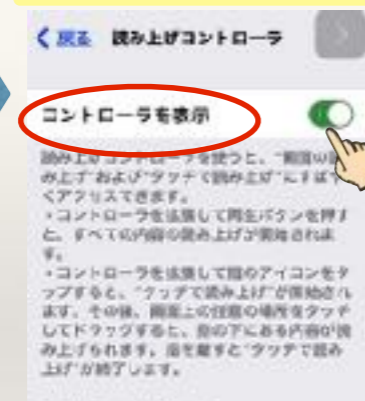 戻る 読み上げコントローラ
コントローラを表示
読み上げコントローラを使うと、"画面の読
み上げ"および"タッチで読み上げ"にすばや
くアクセスできます。
・コントローラを拡張して再生ボタンを押す
と、すべての内容の読み上げが開始されま
す。
・コントローラを拡張して指のアイコンをタ
ップすると、"タッチで読み上げ"が開始され
ます。その後、画面上の任意の場所をタッチ
してドラッグすると、指の下にある内容が読
み上げられます。指を離すと"タッチで読み
上げ"が終了します。